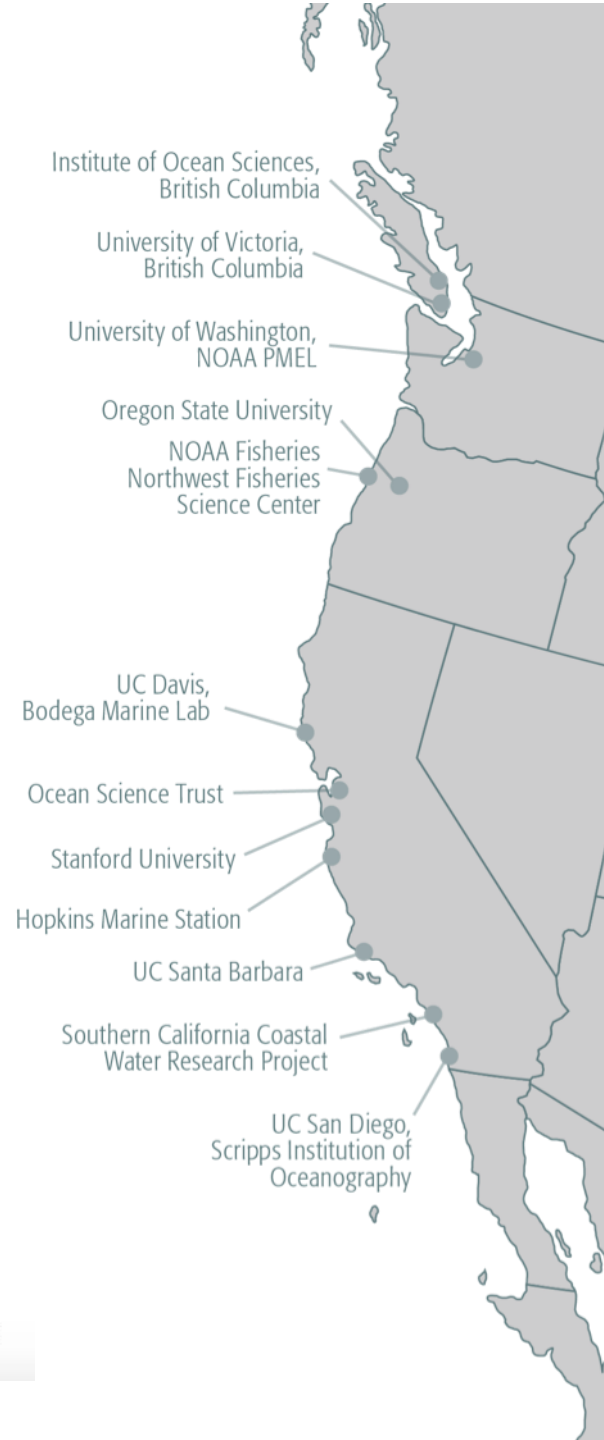 Institute of Ocean Sciences,
British Columbia
University of Victoria,
British Columbia
University of Washington,
NOAA PMEL
Oregon State University
NOAA Fisheries
Northwest Fisheries
Science Center
UC Davis,
Bodega Marine Lab
Ocean Science Trust
Stanford University
Hopkins Marine Station
UC Santa Barbara
Southern California Coastal
Water Research Project
UC San Diego,
Scripps Institution of
Oceanography